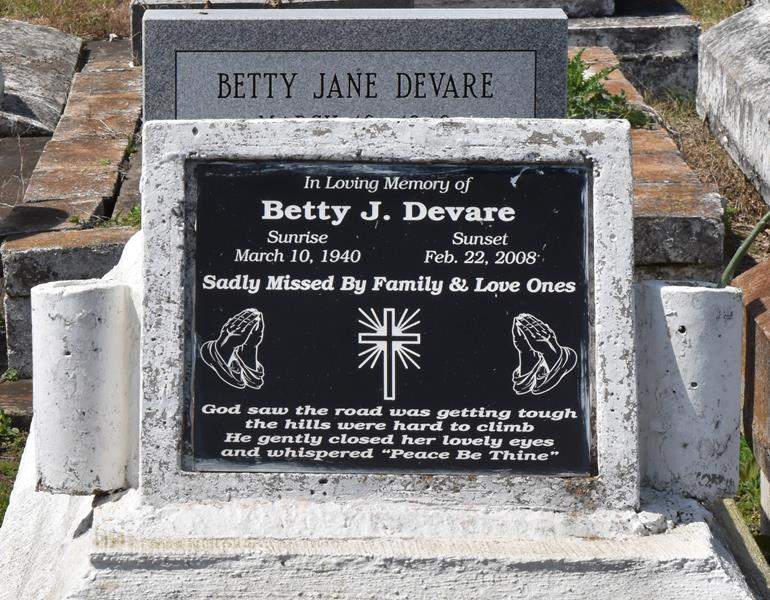 BETTY JANE DEVARE
In Loving Memory of
Betty J. Devare
Sunrise Sunset
March 10, 1940 Feb. 22, 2008
Sadly Missed By Family & Love Ones
God saw the road was getting tough
the hills were hard to climb
He gently closed her lovely eyes
and whispered "Peace Be Thine"